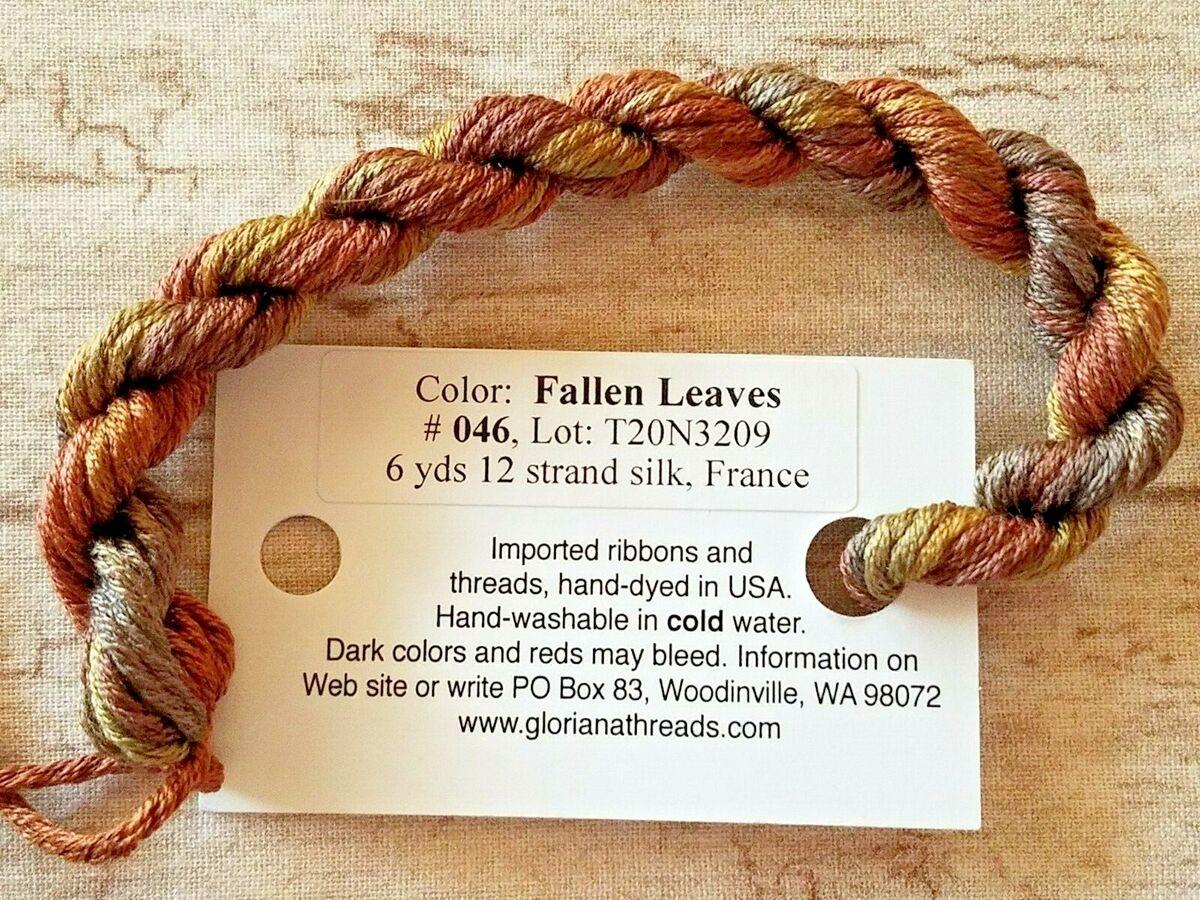 Color: Fallen Leaves
# 046, Lot: T20N3209
6 yds 12 strand silk, France
Imported ribbons and
threads, hand-dyed in USA.
Hand-washable in cold water.
Dark colors and reds may bleed. Information on
Web site or write PO Box 83, Woodinville, WA 98072
www.glorianathreads.com